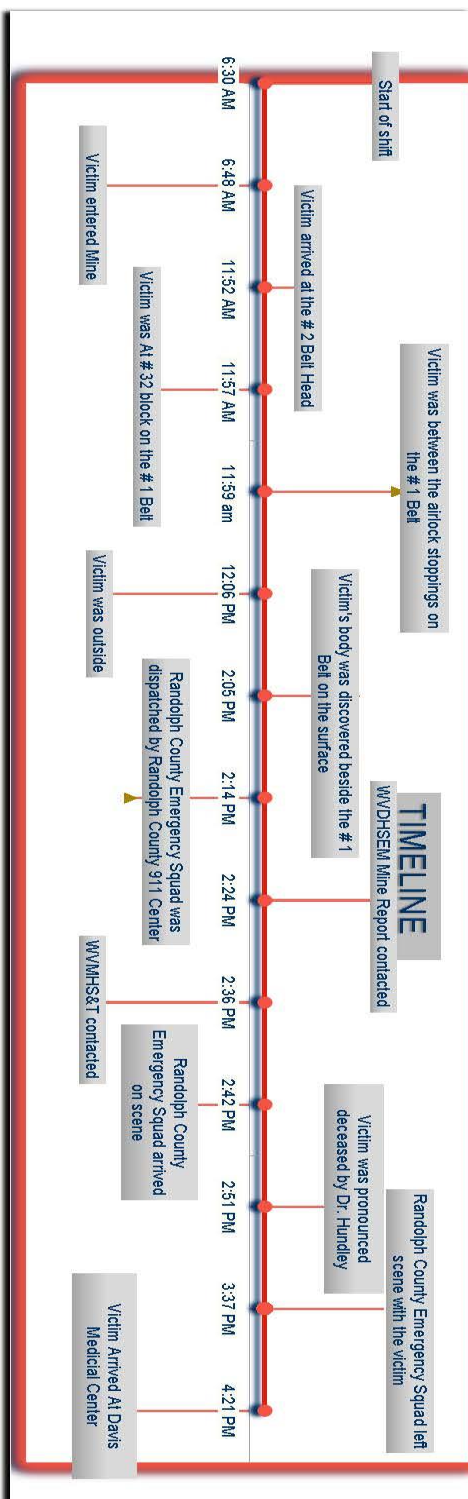 TIMELINE
Start of shift
6:30 AM
6:48 AM
Victim entered Mine
Victim arrived at the # 2 Belt Head
11:52 AM
11:57 AM
Victim was At # 32 block on the # 1 Belt
Victim was between the airlock stoppings on
the # 1 Belt
11:59 am
12:06 PM
Victim was outside
Victim's body was discovered beside the # 1
Belt on the surface
2:05 PM
2:14 PM
Randolph County Emergency Squad was
dispatched by Randolph County 911 Center
WVDHSEM Mine Report contacted
2:24 PM
2:36 PM
WVMHS&T contacted
2:42 PM
Randolph County
Emergency Squad arrived
on scene
Victim was pronounced
deceased by Dr. Hundley
2:51 PM
Randolph County Emergency Squad left
scene with the victim
3:37 PM
4:21 PM
Victim Arrived At Davis
Medicial Center